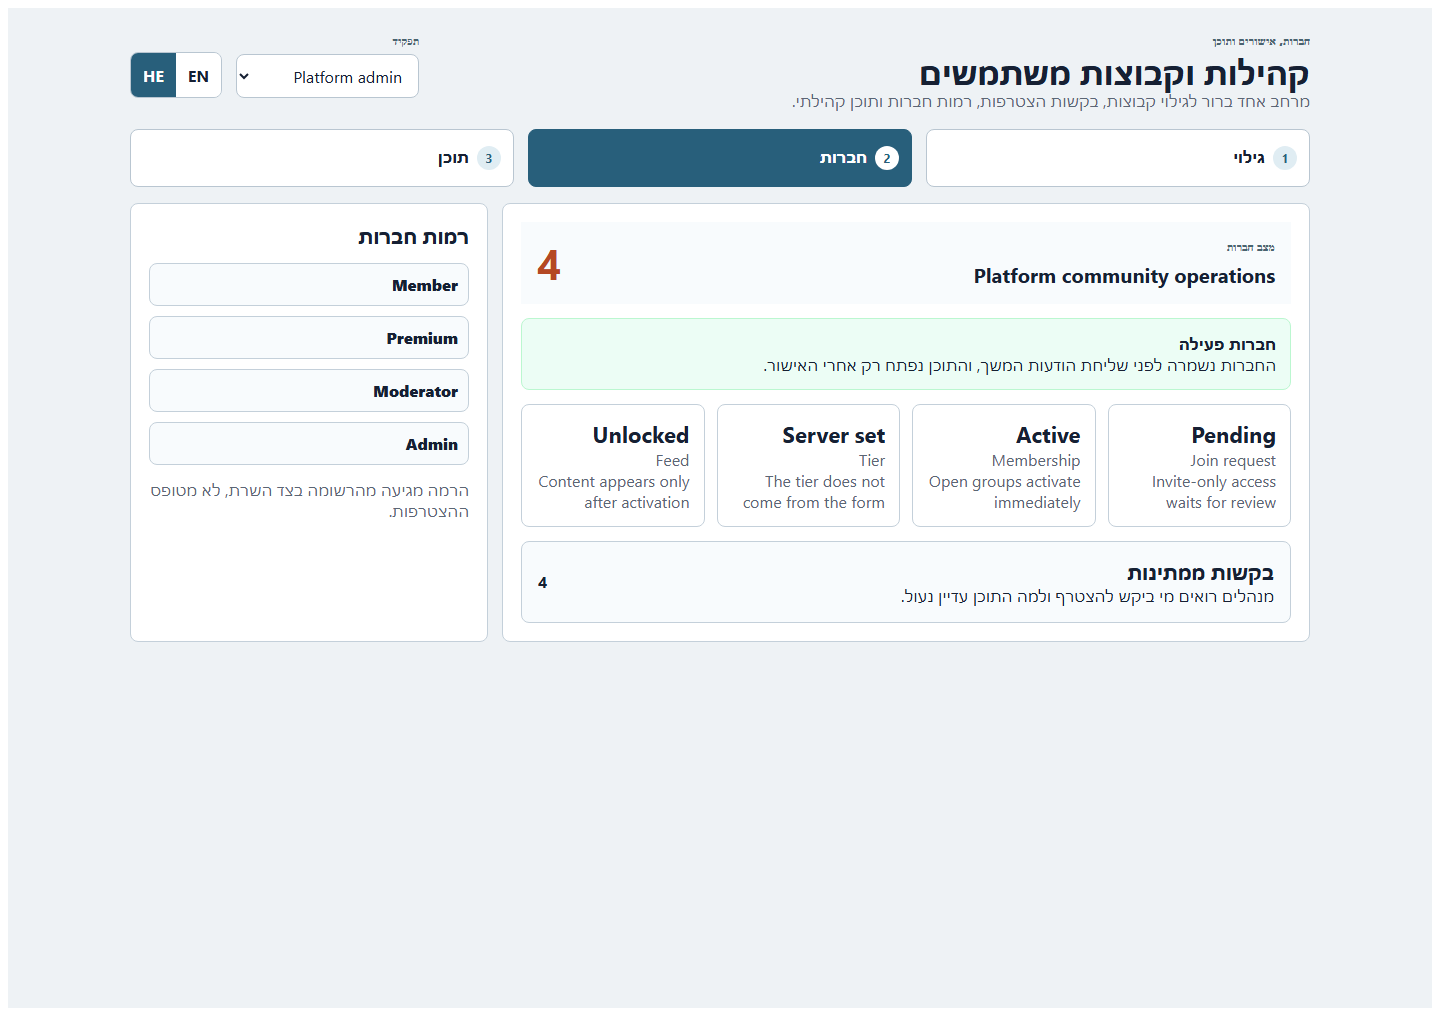 חברות, אישורים ותוכן
קהילות וקבוצות משתמשים
מרחב אחד ברור לגילוי קבוצות, בקשות הצטרפות, רמות חברות ותוכן קהילתי.
תפקיד
Platform admin
EN
HE
1 גילוי
2 חברות
3 תוכן
מצב חברות
Platform community operations
4
חברות פעילה
החברות נשמרה לפני שליחת הודעות המשך, והתוכן נפתח רק אחרי האישור.
Pending
Join request
Invite-only access
waits for review
Active
Membership
Open groups activate
immediately
Server set
Tier
The tier does not
come from the form
Unlocked
Feed
Content appears only
after activation
בקשות ממתינות
מנהלים רואים מי ביקש להצטרף ולמה התוכן עדיין נעול.
4
רמות חברות
Member
Premium
Moderator
Admin
הרמה מגיעה מהרשומה בצד השרת, לא מטופס
ההצטרפות.